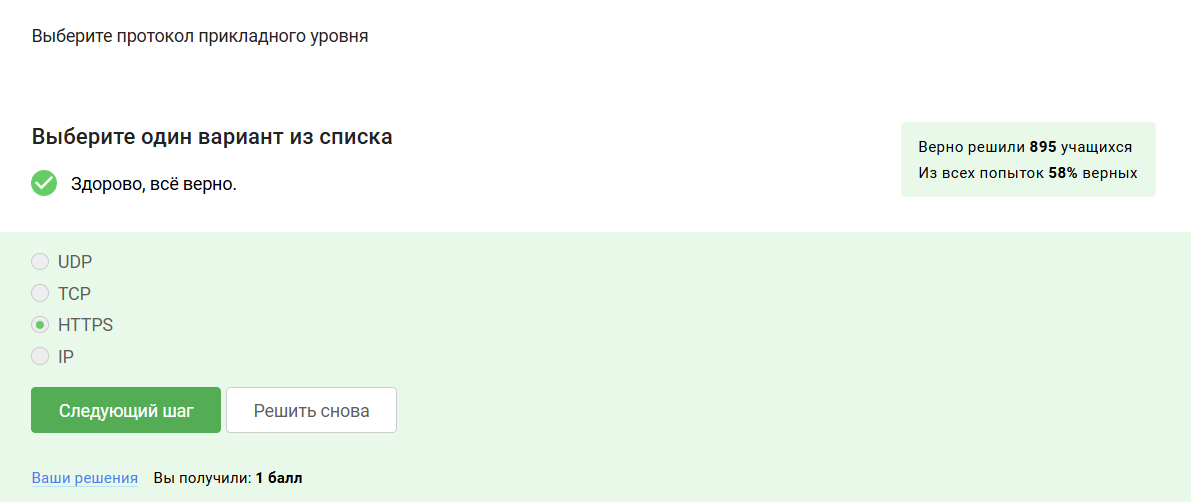 Выберите протокол прикладного уровня
Выберите один вариант из списка
Здорово, всё верно.
Верно решили 895 учащихся
Из всех попыток 58% верных
UDP
TCP
HTTPS
IP
Следующий шаг
Решить снова
Ваши решения Вы получили: 1 балл